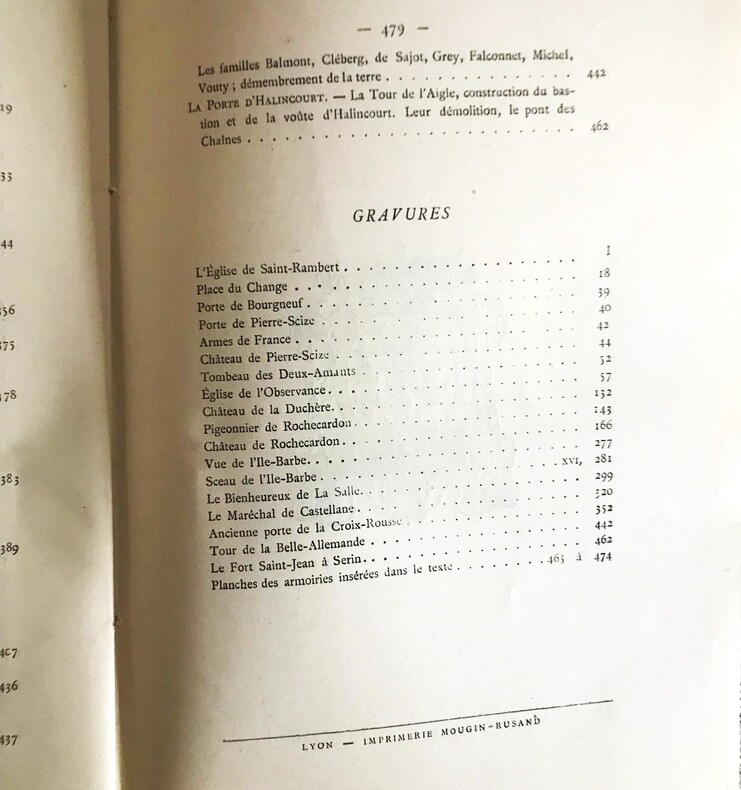 19
33
44
356
375
378
383
389
407
436
437
— 479 —
Les familles Balmont, Cléberg, de Sajot, Grey, Falconnet, Michel,
Vouty ; démembrement de la terre . . . . . . . . . . . . . 442
LA PORTE D'HALINCOURT. — La Tour de l'Aigle, construction du bas-
tion et de la voûte d'Halincourt. Leur démolition, le pont des
Chaînes . . . . . . . . . . . . . . . . . . . . . 462
GRAVURES
L'Église de Saint-Rambert . . . . . . . . . . . . . . I
Place du Change . . . . . . . . . . . . . . . . 18
Porte de Bourgneuf . . . . . . . . . . . . . . . . 39
Porte de Pierre-Scize . . . . . . . . . . . . . . . 40
Armes de France . . . . . . . . . . . . . . . . 42
Château de Pierre-Scize . . . . . . . . . . . . . . 44
Tombeau des Deux-Amants . . . . . . . . . . . . . 52
Église de l'Observance . . . . . . . . . . . . . . . 57
Château de la Duchère. . . . . . . . . . . . . . . 132
Pigeonnier de Rochecardon . . . . . . . . . . . . . 143
Château de Rochecardon . . . . . . . . . . . . . . 166
Vue de l'Ile-Barbe. . . . . . . . . . . . . . . . 277
Sceau de l'Ile-Barbe . . . . . . . . . . . . . . . xvi, 281
Le Bienheureux de La Salle. . . . . . . . . . . . . 299
Le Maréchal de Castellane . . . . . . . . . . . . . 320
Ancienne porte de la Croix-Rousse . . . . . . . . . . 352
Tour de la Belle-Allemande . . . . . . . . . . . . . 442
Le Fort Saint-Jean à Serin. . . . . . . . . . . . . 462
Planches des armoiries insérées dans le texte . . . . . . . . 465 à 474
LYON — IMPRIMERIE MOUGIN-RUSAND